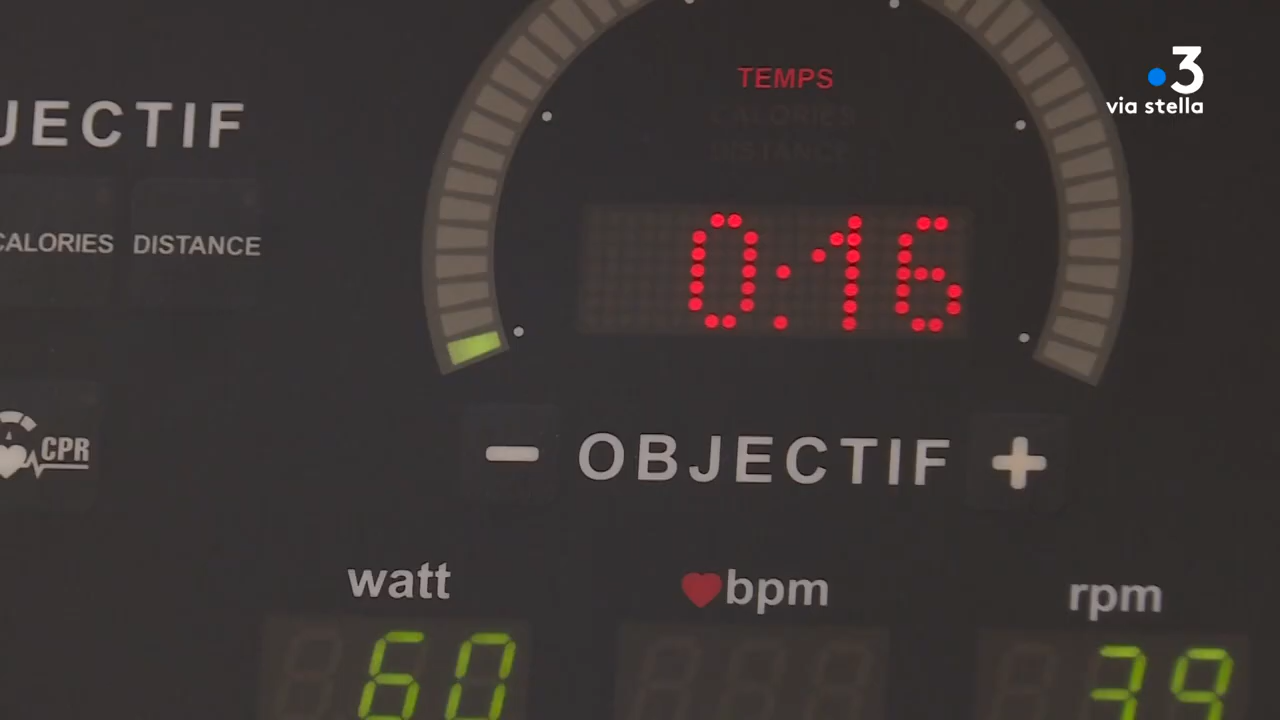 3
via stella
TEMPS
CALORIES
DISTANCE
JECTIF
CALORIES DISTANCE
0:16
CPR
- OBJECTIF +
watt bpm rpm
60 39